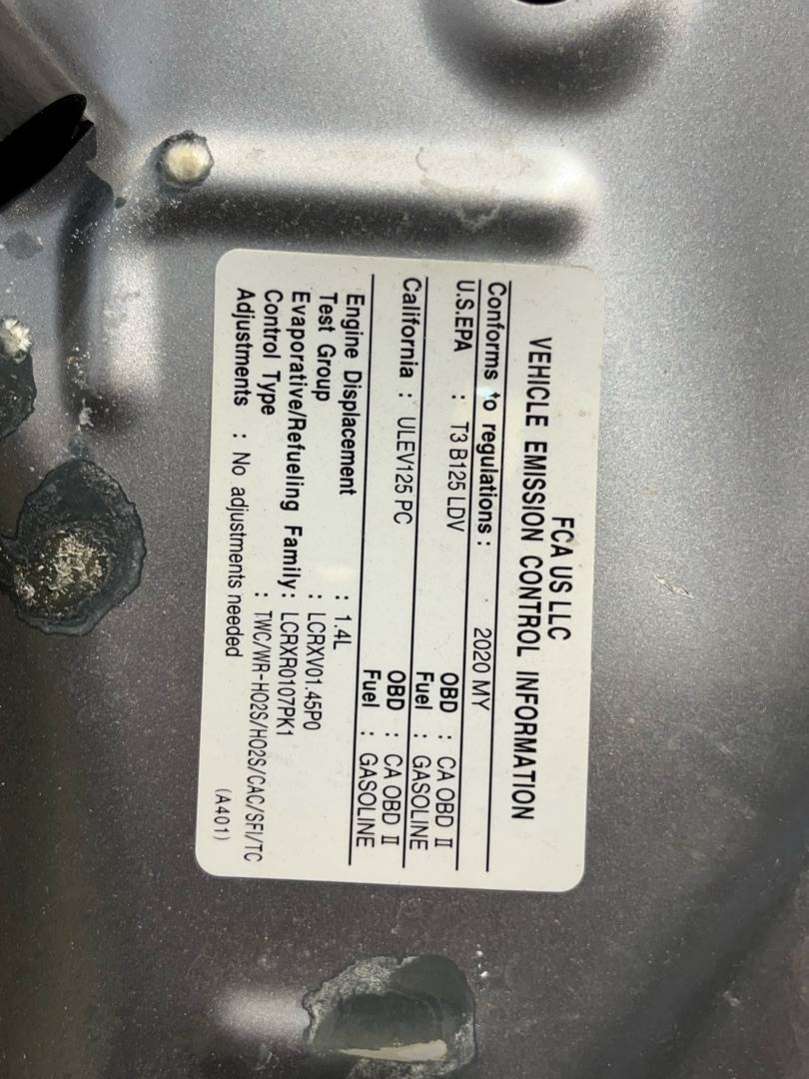 FCA US LLC
VEHICLE EMISSION CONTROL INFORMATION
Conforms to regulations : 2020 MY
U.S.EPA : T3 B125 LDV OBD : CA OBD II
Fuel : GASOLINE
California : ULEV125 PC OBD : CA OBD II
Fuel : GASOLINE
Engine Displacement : 1.4L
Test Group : LCRXV01.45P0
Evaporative/Refueling Family : LCRXR0107PK1
Control Type : TWC/WR-HO2S/HO2S/CAC/SFI/TC
Adjustments : No adjustments needed
(A401)